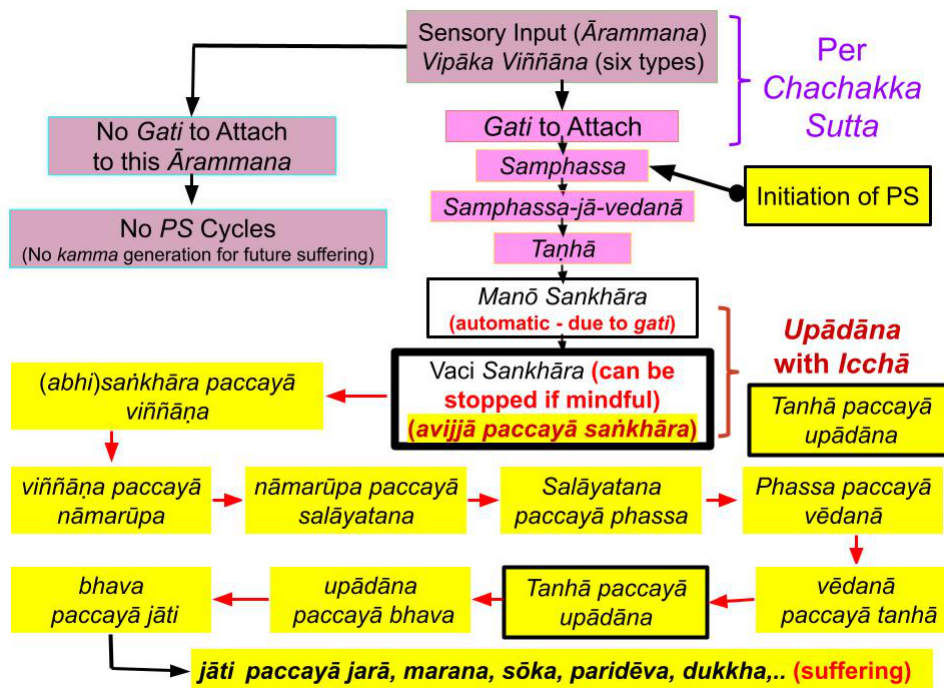 Sensory Input (Ārammana)
Vipāka Viññāna (six types)
Per
Chachakka
Sutta
No Gati to Attach
to this Ārammana
Gati to Attach
Samphassa
Initiation of PS
Samphassa-jā-vedanā
No PS Cycles
(No kamma generation for future suffering)
Taṇhā
Manō Sankhāra
(automatic - due to gati)
Upādāna
with Icchā
Vaci Sankhāra (can be
stopped if mindful)
(avijjā paccayā saṅkhāra)
Tanhā paccayā
upādāna
(abhi)saṅkhāra paccayā
viññāṇa
viññāṇa paccayā
nāmarūpa
nāmarūpa paccayā
salāyatana
Salāyatana
paccayā phassa
Phassa paccayā
vēdanā
bhava
paccayā jāti
upādāna
paccayā bhava
Tanhā paccayā
upādāna
vēdanā
paccayā tanhā
jāti paccayā jarā, marana, sōka, paridēva, dukkha,.. (suffering)